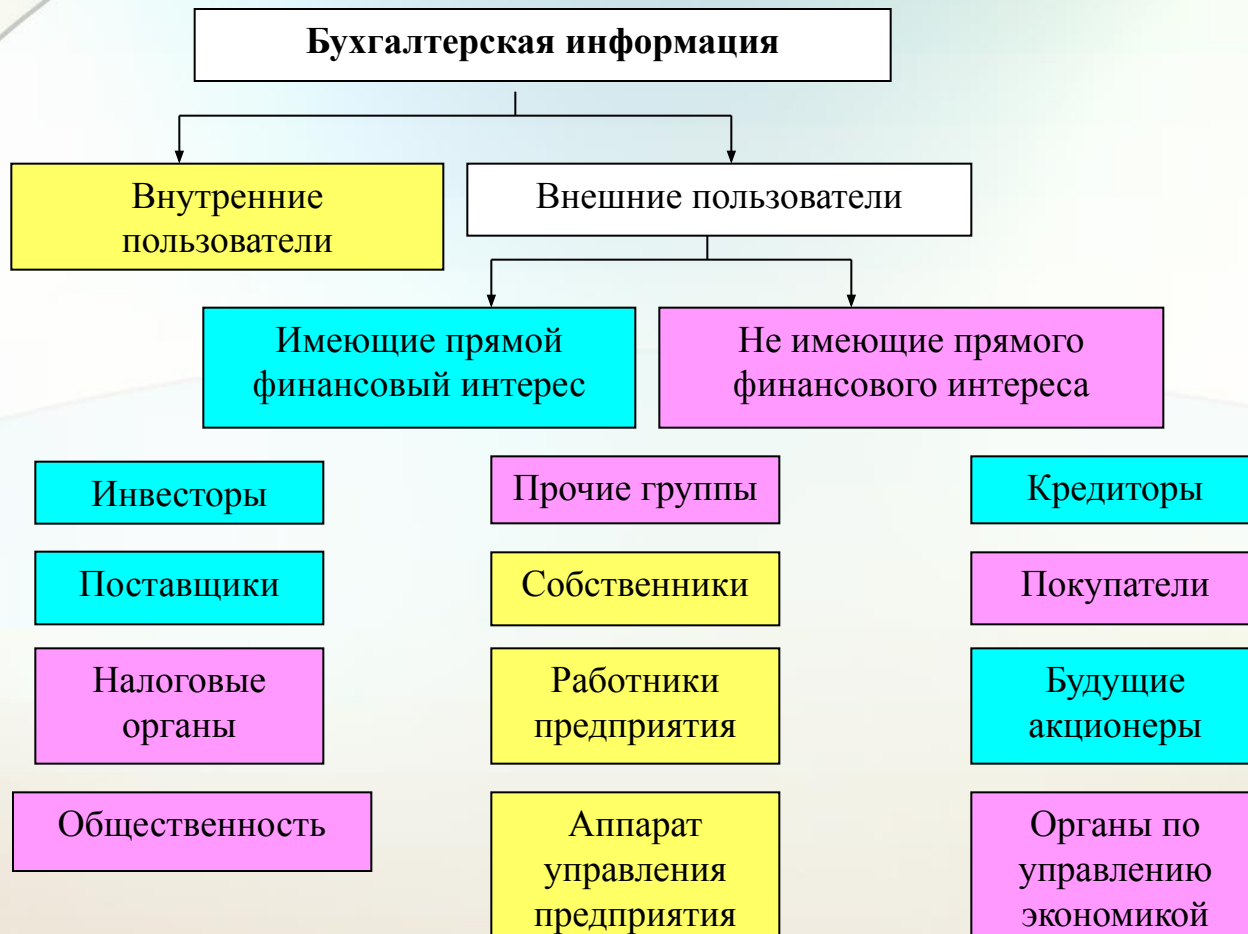 Бухгалтерская информация
Внутренние
пользователи
Внешние пользователи
Имеющие прямой
финансовый интерес
Не имеющие прямого
финансового интереса
Инвесторы
Прочие группы
Кредиторы
Поставщики
Собственники
Покупатели
Налоговые
органы
Работники
предприятия
Будущие
акционеры
Общественность
Аппарат
управления
предприятия
Органы по
управлению
экономикой